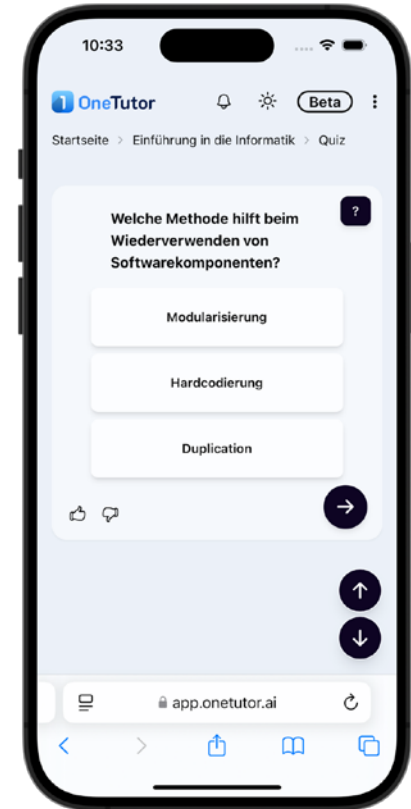 10:33
OneTutor
Beta
Startseite > Einführung in die Informatik > Quiz
?
Welche Methode hilft beim
Wiederverwenden von
Softwarekomponenten?
Modularisierung
Hardcodierung
Duplication
app.onetutor.ai